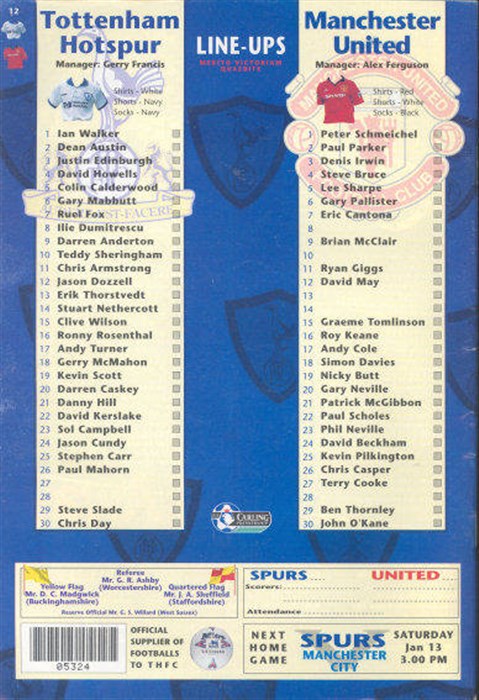 12
Tottenham
Hotspur
Manager: Gerry Francis
Shirts - White
Shorts - Navy
Socks - Navy
1 Ian Walker
2 Dean Austin
3 Justin Edinburgh
4 David Howells
5 Colin Calderwood
6 Gary Mabbutt
7 Ruel Fox
8 Ilie Dumitrescu
9 Darren Anderton
10 Teddy Sheringham
11 Chris Armstrong
12 Jason Dozzell
13 Erik Thorstvedt
14 Stuart Nethercott
15 Clive Wilson
16 Ronny Rosenthal
17 Andy Turner
18 Gerry McMahon
19 Kevin Scott
20 Darren Caskey
21 Danny Hill
22 David Kerslake
23 Sol Campbell
24 Jason Cundy
25 Stephen Carr
26 Paul Mahorn
27
28
29 Steve Slade
30 Chris Day
LINE-UPS
CARLING
Manchester
United
Manager: Alex Ferguson
Shirts - Red
Shorts - White
Socks - Black
1 Peter Schmeichel
2 Paul Parker
3 Denis Irwin
4 Steve Bruce
5 Lee Sharpe
6 Gary Pallister
7 Eric Cantona
8
9 Brian McClair
10
11 Ryan Giggs
12 David May
13
14
15 Graeme Tomlinson
16 Roy Keane
17 Andy Cole
18 Simon Davies
19 Nicky Butt
20 Gary Neville
21 Patrick McGibbon
22 Paul Scholes
23 Phil Neville
24 David Beckham
25 Kevin Pilkington
26 Chris Casper
27 Terry Cooke
28
29 Ben Thornley
30 John O'Kane
Referee
Mr. G. R. Ashby
(Worcestershire)
Yellow Flag
Mr. D. C. Madgwick
(Buckinghamshire)
Quartered Flag
Mr. J. A. Sheffield
(Staffordshire)
Reserve Official Mr. C. S. Willard (West Sussex)
SPURS .... UNITED ....
Scorers:
Attendance
05324
OFFICIAL
SUPPLIER OF
FOOTBALLS
TO THFC
NEXT
HOME
GAME
SPURS
MANCHESTER
CITY
SATURDAY
Jan 13
3.00 PM